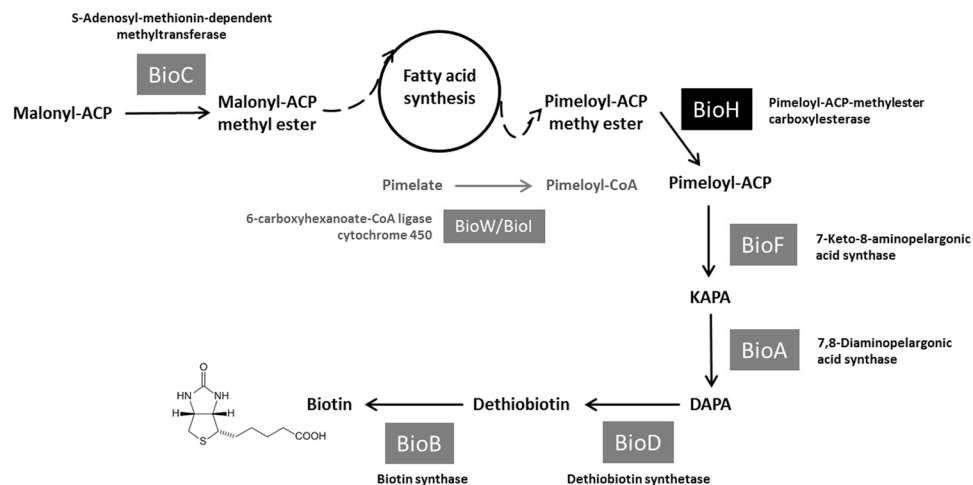 S-Adenosyl-methionin-dependent
methyltransferase
BioC
Malonyl-ACP
Malonyl-ACP
methyl ester
Fatty acid
synthesis
Pimeloyl-ACP
methy ester
BioH
Pimeloyl-ACP-methylester
carboxylesterase
Pimelate
Pimeloyl-CoA
Pimeloyl-ACP
6-carboxyhexanoate-CoA ligase
cytochrome 450
BioW/BioI
BioF
7-Keto-8-aminopelargonic
acid synthase
KAPA
BioA
7,8-Diaminopelargonic
acid synthase
O
HN
NH
H
H
S
COOH
Biotin
Dethiobiotin
DAPA
BioB
BioD
Biotin synthase
Dethiobiotin synthetase